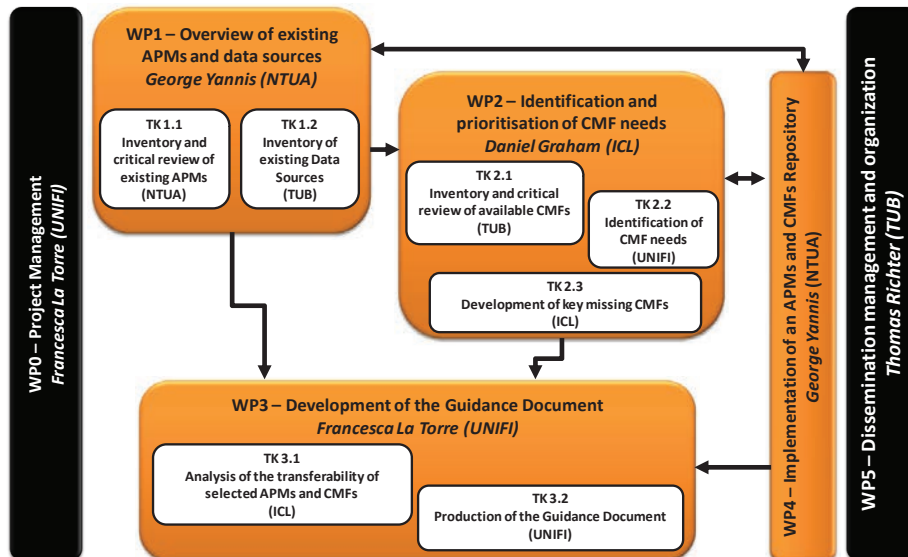 WP0 – Project Management
Francesca La Torre (UNIFI)
WP1 – Overview of existing
APMs and data sources
George Yannis (NTUA)
TK 1.1
Inventory and
critical review of
existing APMs
(NTUA)
TK 1.2
Inventory of
existing Data
Sources
(TUB)
WP2 – Identification and
prioritisation of CMF needs
Daniel Graham (ICL)
TK 2.1
Inventory and critical
review of available CMFs
(TUB)
TK 2.2
Identification of
CMF needs
(UNIFI)
TK 2.3
Development of key missing CMFs
(ICL)
WP3 – Development of the Guidance Document
Francesca La Torre (UNIFI)
TK 3.1
Analysis of the transferability of
selected APMs and CMFs
(ICL)
TK 3.2
Production of the Guidance Document
(UNIFI)
WP4 – Implementation of an APMs and CMFs Repository
George Yannis (NTUA)
WP5 – Dissemination management and organization
Thomas Richter (TUB)